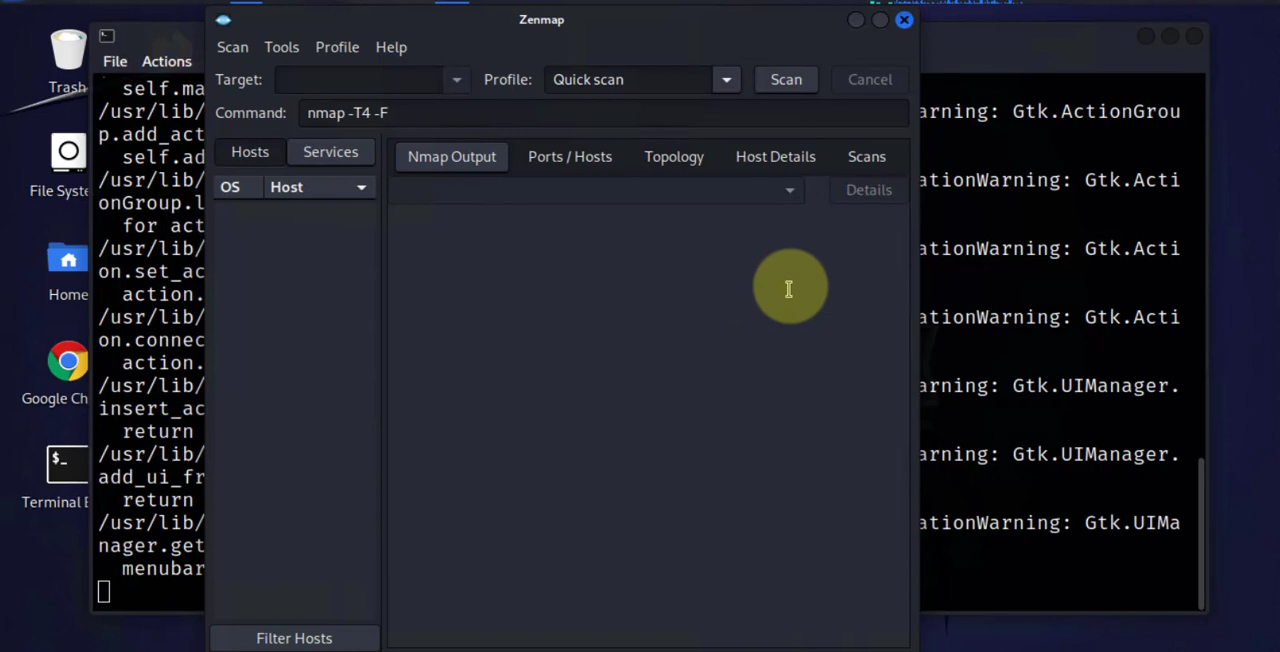 Zenmap
Scan Tools Profile Help
Target: Profile: Quick scan Scan Cancel
Command: nmap -T4 -F
Hosts Services
Nmap Output Ports / Hosts Topology Host Details Scans
OS Host
Details
Filter Hosts
Trash
File Syste
Home
Google Ch
$_
Terminal E
File Actions
self.ma
/usr/lib/ arning: Gtk.ActionGrou
p.add_act
self.ad
/usr/lib/ ationWarning: Gtk.Acti
onGroup.l
for act
/usr/lib/ ationWarning: Gtk.Acti
on.set_ac
action.
/usr/lib/ ationWarning: Gtk.Acti
on.connec
action.
/usr/lib/ arning: Gtk.UIManager.
insert_ac
return
/usr/lib/ arning: Gtk.UIManager.
add_ui_fr
return
/usr/lib/ ationWarning: Gtk.UIMa
nager.get
menubar